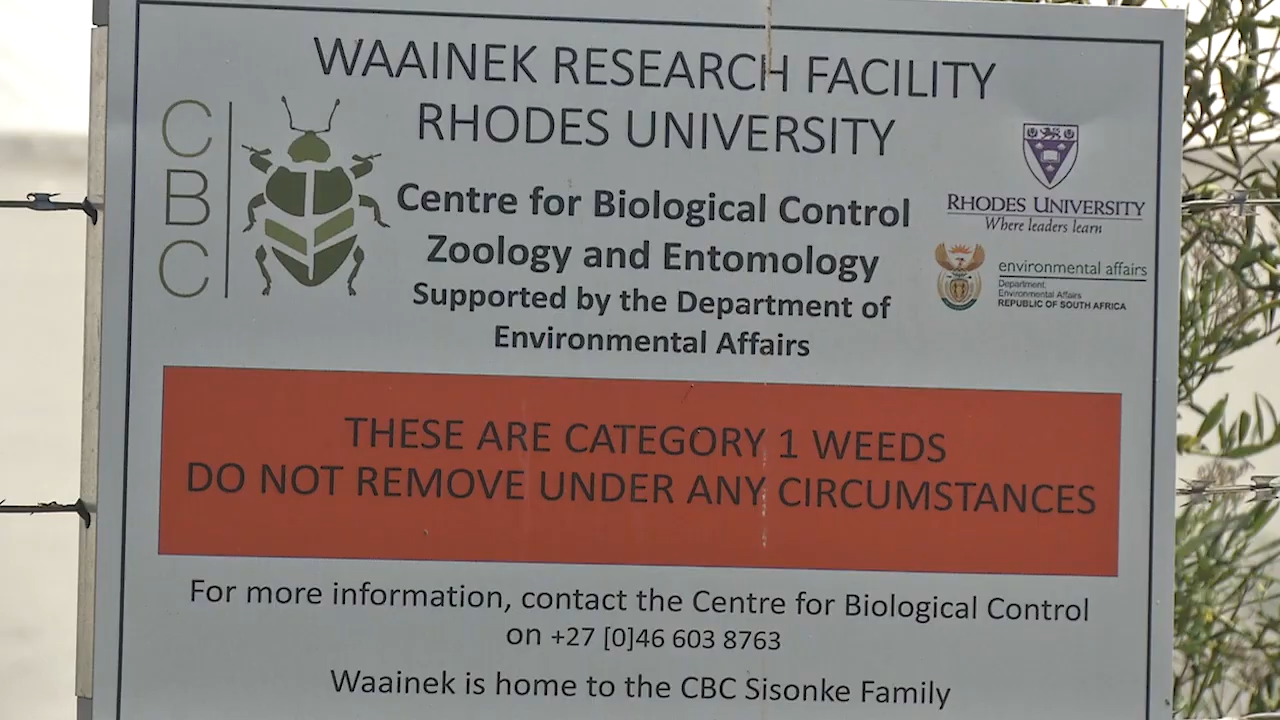 WAAINEK RESEARCH FACILITY
RHODES UNIVERSITY
CBC
Centre for Biological Control
Zoology and Entomology
Supported by the Department of
Environmental Affairs
RHODES UNIVERSITY
Where leaders learn
environmental affairs
Department:
Environmental Affairs
REPUBLIC OF SOUTH AFRICA
THESE ARE CATEGORY 1 WEEDS
DO NOT REMOVE UNDER ANY CIRCUMSTANCES
For more information, contact the Centre for Biological Control
on +27 [0]46 603 8763
Waainek is home to the CBC Sisonke Family